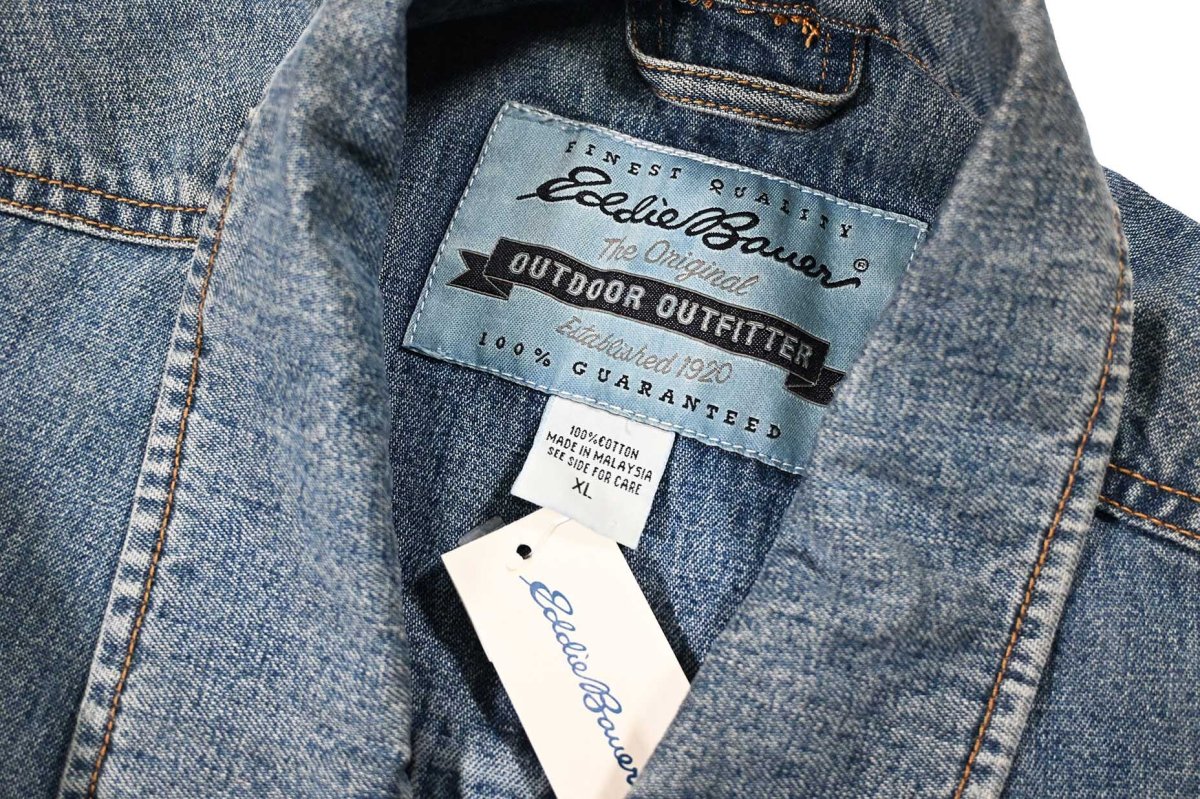 FINEST QUALITY
Eddie Bauer®
The Original
OUTDOOR OUTFITTER
Established 1920
100% GUARANTEED
100%COTTON
MADE IN MALAYSIA
SEE SIDE FOR CARE
XL
Eddie Bauer